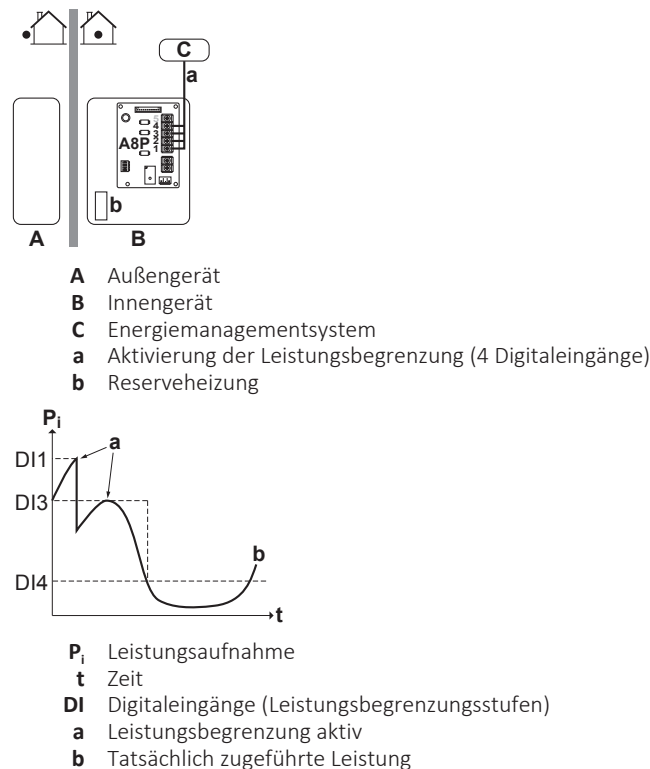 C
a
5
4
3
X
2
1
A8P
b
A
B
A Außengerät
B Innengerät
C Energiemanagementsystem
a Aktivierung der Leistungsbegrenzung (4 Digitaleingänge)
b Reserveheizung
Pi
a
DI1
DI3
b
DI4
t
Pi Leistungsaufnahme
t Zeit
DI Digitaleingänge (Leistungsbegrenzungsstufen)
a Leistungsbegrenzung aktiv
b Tatsächlich zugeführte Leistung